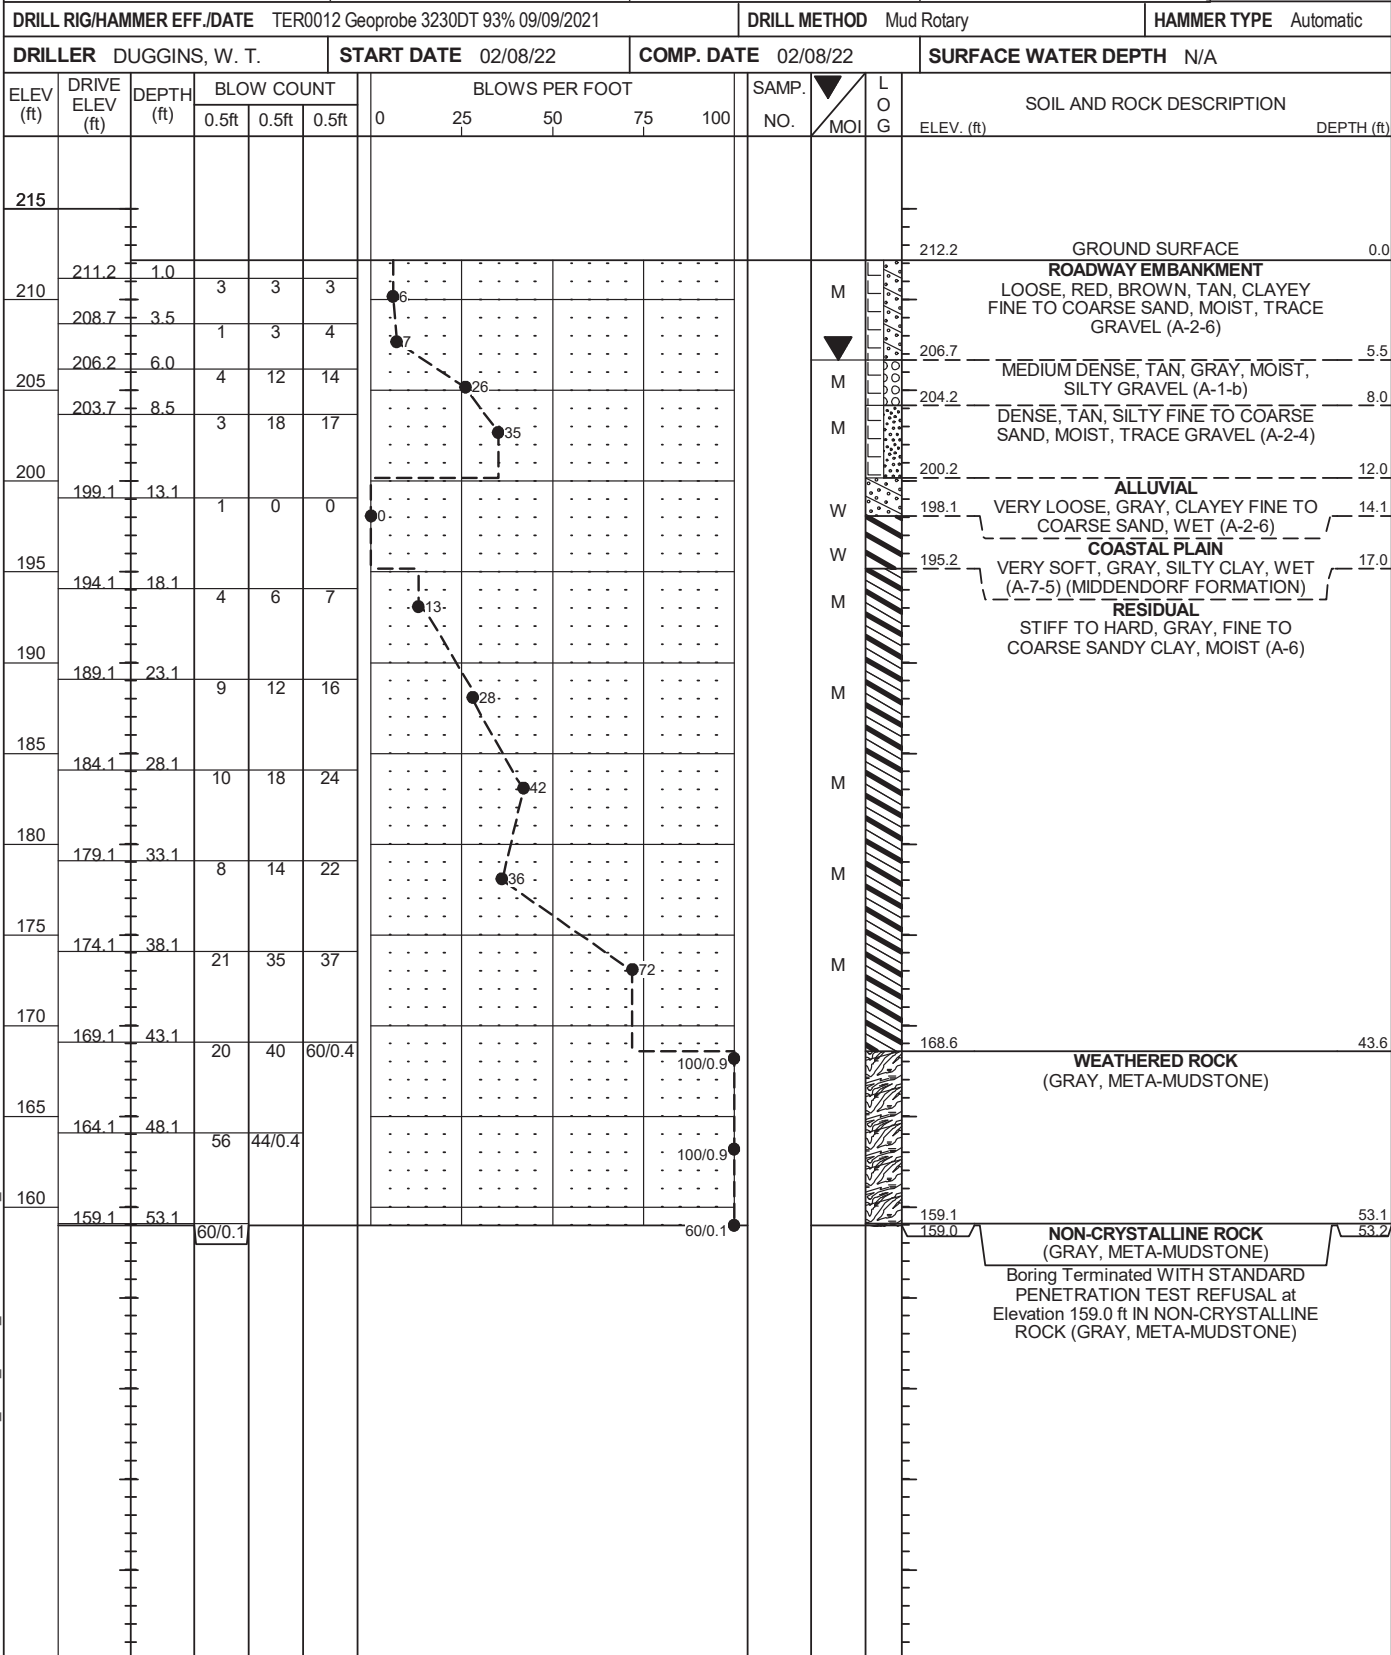 DRILL RIG/HAMMER EFF./DATE TER0012 Geoprobe 3230DT 93% 09/09/2021 DRILL METHOD Mud Rotary HAMMER TYPE Automatic
DRILLER DUGGINS, W. T. START DATE 02/08/22 COMP. DATE 02/08/22 SURFACE WATER DEPTH N/A
ELEV (ft) DRIVE ELEV (ft) DEPTH (ft) BLOW COUNT BLOWS PER FOOT SAMP. NO. MOI LOG SOIL AND ROCK DESCRIPTION
0.5ft 0.5ft 0.5ft 0 25 50 75 100 ELEV. (ft) DEPTH (ft)
215
212.2 GROUND SURFACE 0.0
211.2 1.0 ROADWAY EMBANKMENT
3 3 3 6 M LOOSE, RED, BROWN, TAN, CLAYEY
210 FINE TO COARSE SAND, MOIST, TRACE
208.7 3.5 GRAVEL (A-2-6)
1 3 4 7
206.7 5.5
206.2 6.0 MEDIUM DENSE, TAN, GRAY, MOIST,
4 12 14 26 M SILTY GRAVEL (A-1-b)
205
204.2 8.0
203.7 8.5 DENSE, TAN, SILTY FINE TO COARSE
3 18 17 35 M SAND, MOIST, TRACE GRAVEL (A-2-4)
200 200.2 12.0
199.1 13.1 ALLUVIAL
1 0 0 0 W 198.1 VERY LOOSE, GRAY, CLAYEY FINE TO 14.1
COARSE SAND, WET (A-2-6)
W COASTAL PLAIN
195 195.2 VERY SOFT, GRAY, SILTY CLAY, WET 17.0
194.1 18.1 (A-7-5) (MIDDENDORF FORMATION)
4 6 7 13 M RESIDUAL
STIFF TO HARD, GRAY, FINE TO
COARSE SANDY CLAY, MOIST (A-6)
190
189.1 23.1
9 12 16 28 M
185
184.1 28.1
10 18 24 42 M
180
179.1 33.1
8 14 22 36 M
175
174.1 38.1
21 35 37 72 M
170
169.1 43.1
168.6 43.6
20 40 60/0.4 100/0.9 WEATHERED ROCK
(GRAY, META-MUDSTONE)
165
164.1 48.1
56 44/0.4 100/0.9
160
159.1 53.1 159.1 53.1
60/0.1 60/0.1 159.0 NON-CRYSTALLINE ROCK 53.2
(GRAY, META-MUDSTONE)
Boring Terminated WITH STANDARD
PENETRATION TEST REFUSAL at
Elevation 159.0 ft IN NON-CRYSTALLINE
ROCK (GRAY, META-MUDSTONE)